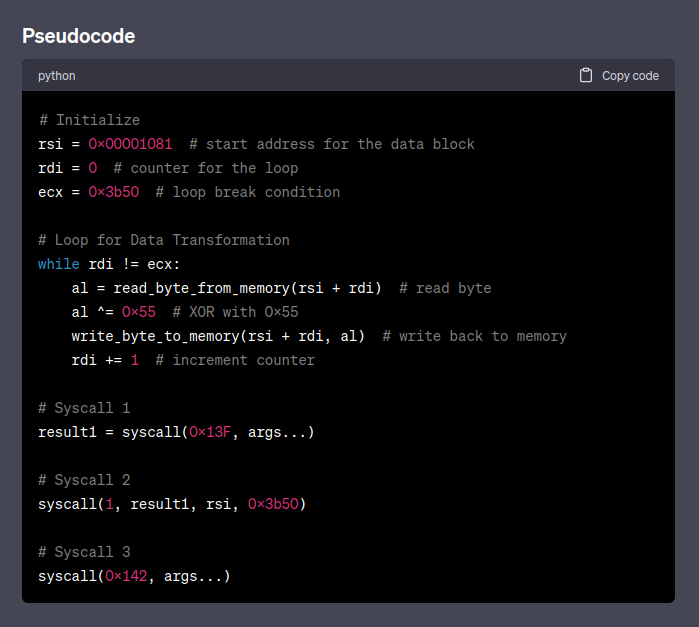 Pseudocode
python
Copy code
# Initialize
rsi = 0x00001081  # start address for the data block
rdi = 0  # counter for the loop
ecx = 0x3b50  # loop break condition

# Loop for Data Transformation
while rdi != ecx:
    al = read_byte_from_memory(rsi + rdi)  # read byte
    al ^= 0x55  # XOR with 0x55
    write_byte_to_memory(rsi + rdi, al)  # write back to memory
    rdi += 1  # increment counter

# Syscall 1
result1 = syscall(0x13F, args...)

# Syscall 2
syscall(1, result1, rsi, 0x3b50)

# Syscall 3
syscall(0x142, args...)